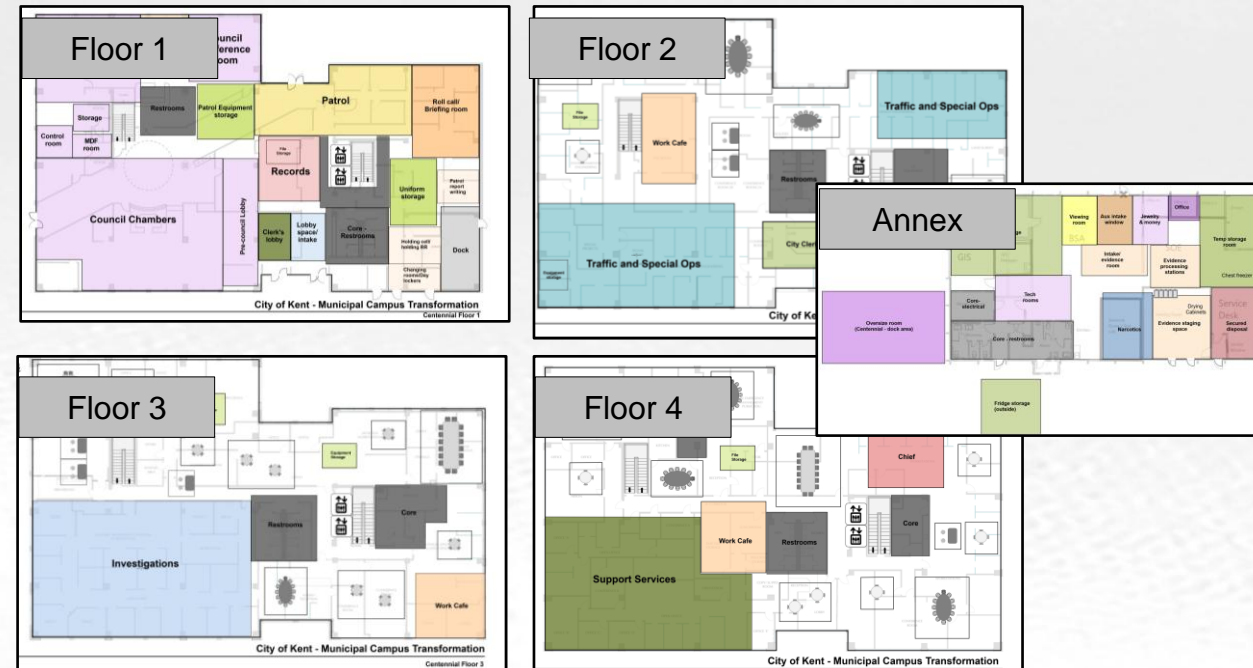 Floor 1
uncil
ference
oom
Restrooms
Patrol Equipment
storage
Patrol
Roll call/
Briefing room
Storage
Control
room
MDF
room
File
Storage
Records
Uniform
storage
Patrol
report
writing
Council Chambers
Pre-council Lobby
Clerk's
lobby
Lobby
space/
intake
Core -
Restrooms
Holding cell/
holding BR
Dock
Changing
rooms/Day
lockers
City of Kent - Municipal Campus Transformation
Centennial Floor 1
Floor 2
File
Storage
Work Cafe
Traffic and Special Ops
Restrooms
Traffic and Special Ops
Equipment
storage
City Cler
City of Ke
Annex
GIS
Viewing
room
BSA
Aux intake
window
Jewelry
& money
Office
Temp storage
room
Intake/
evidence
room
Evidence
processing
stations
Chest freezer
Core-
electrical
Tech
rooms
Oversize room
(Centennial - dock area)
Core - restrooms
Narcotics
Drying
Cabinets
Evidence staging
space
Service
Desk
Secured
disposal
Fridge storage
(outside)
Floor 3
Equipment
Storage
Restrooms
Core
Investigations
Work Cafe
City of Kent - Municipal Campus Transformation
Centennial Floor 3
Floor 4
File
Storage
Chief
Work Cafe
Restrooms
Core
Support Services
City of Kent - Municipal Campus Transformation